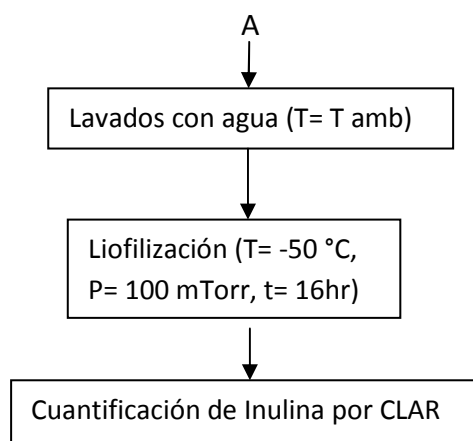 A
Lavados con agua (T= T amb)
Liofilización (T= -50 °C,
P= 100 mTorr, t= 16hr)
Cuantificación de Inulina por CLAR